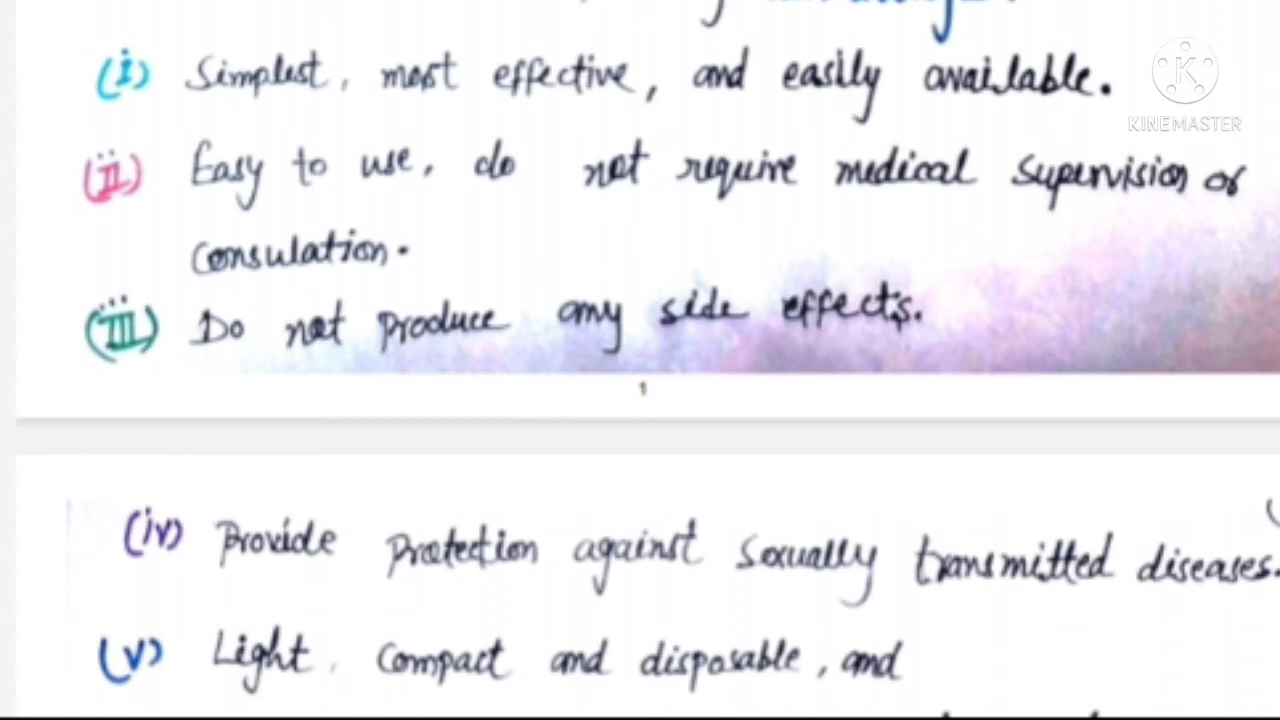 (i) Simplest, most effective, and easily available.
K
KINEMASTER
(ii) Easy to use, do not require medical supervision or
consulation.
(iii) Do not produce any side effects.
1
(iv) Provide Protection against sexually transmitted diseases.
(v) Light, Compact and disposable, and